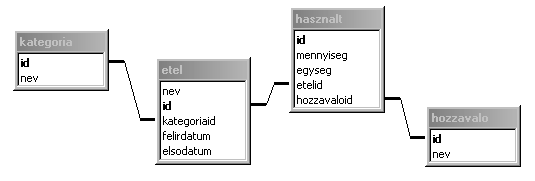 kategoria
id
nev
etel
nev
id
kategoriaid
felirdatum
elsodatum
hasznalt
id
mennyiseg
egyseg
etelid
hozzavaloid
hozzavalo
id
nev